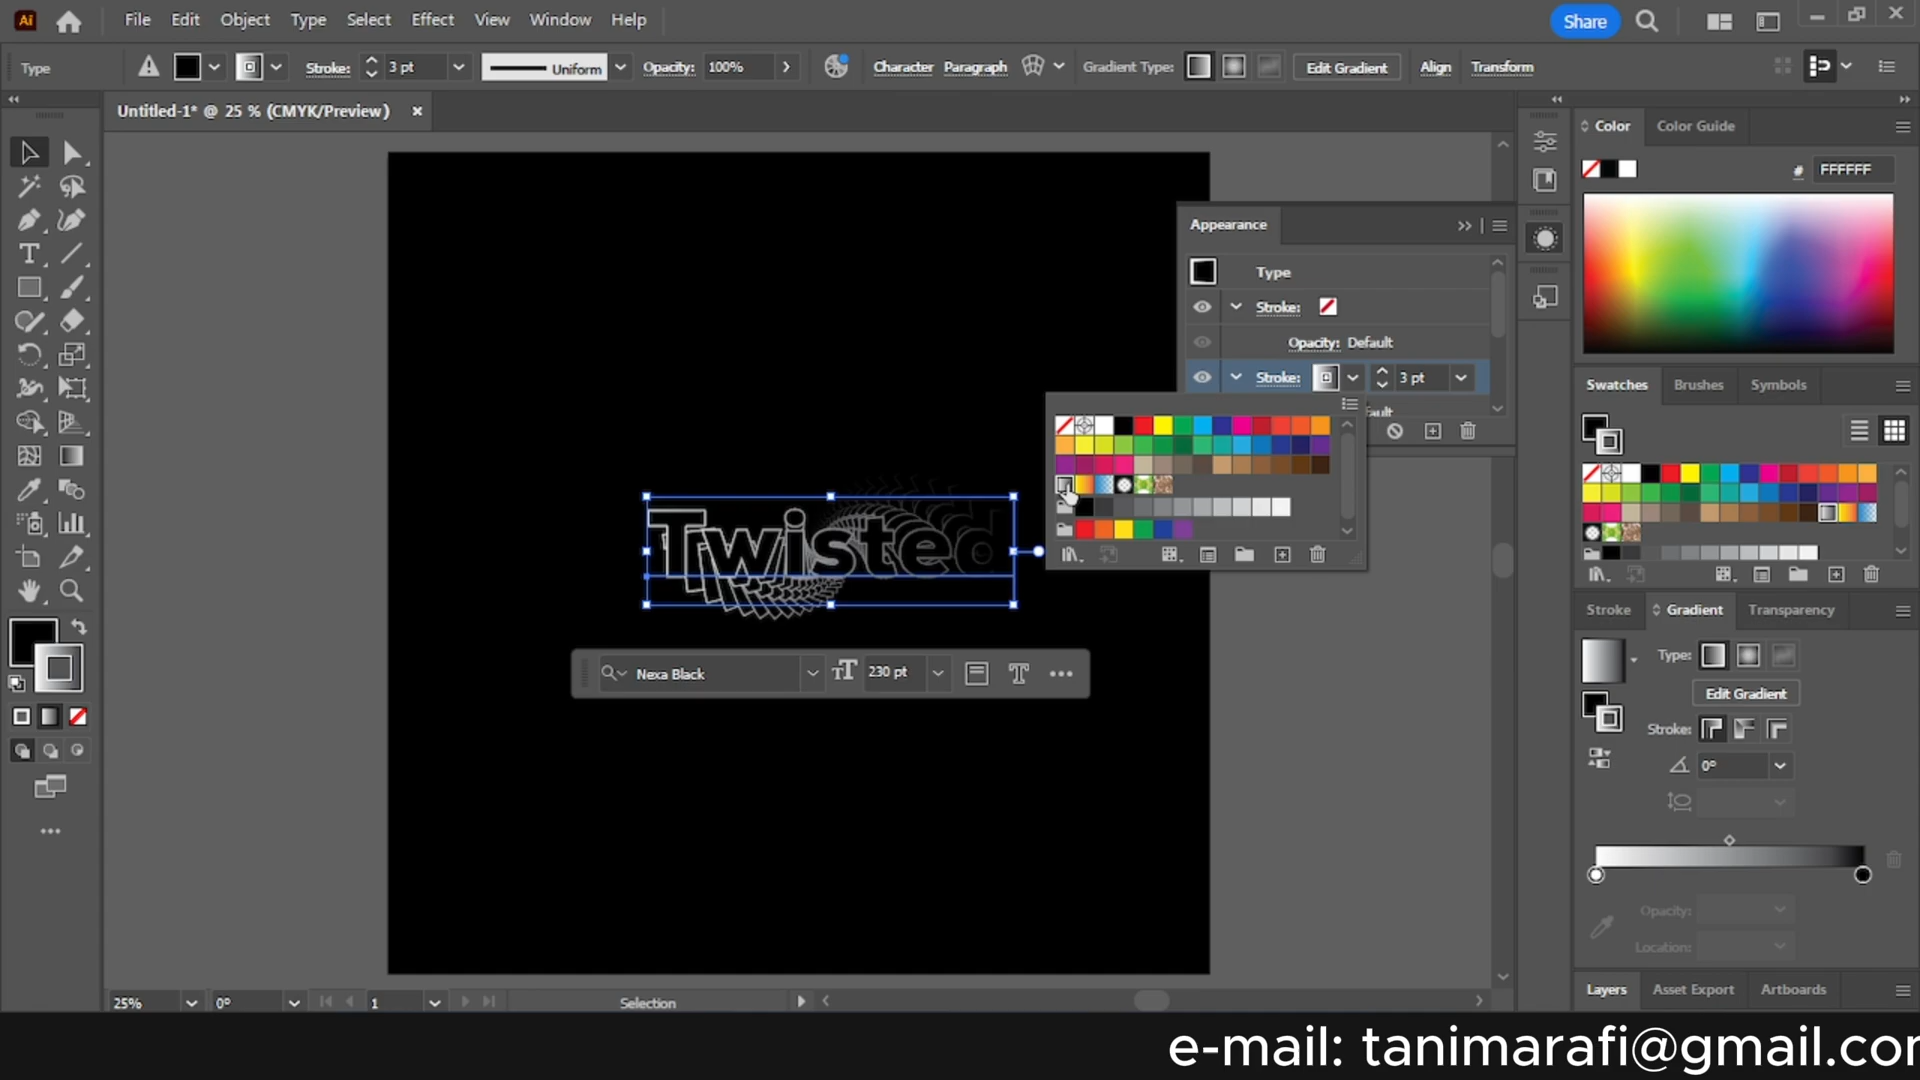 Ai File Edit Object Type Select Effect View Window Help Share
Type Stroke: 3 pt Uniform Opacity: 100% Character Paragraph Gradient Type: Edit Gradient Align Transform
Untitled-1* @ 25 % (CMYK/Preview) ×
Color Color Guide
# FFFFFF
Appearance
Type
Stroke:
Opacity: Default
Stroke: 3 pt
Swatches Brushes Symbols
Twisted
Nexa Black 230 pt
Stroke Gradient Transparency
Type:
Edit Gradient
Stroke:
0°
Opacity:
Location:
Layers Asset Export Artboards
25% 0° 1 Selection
e-mail: tanimarafi@gmail.com